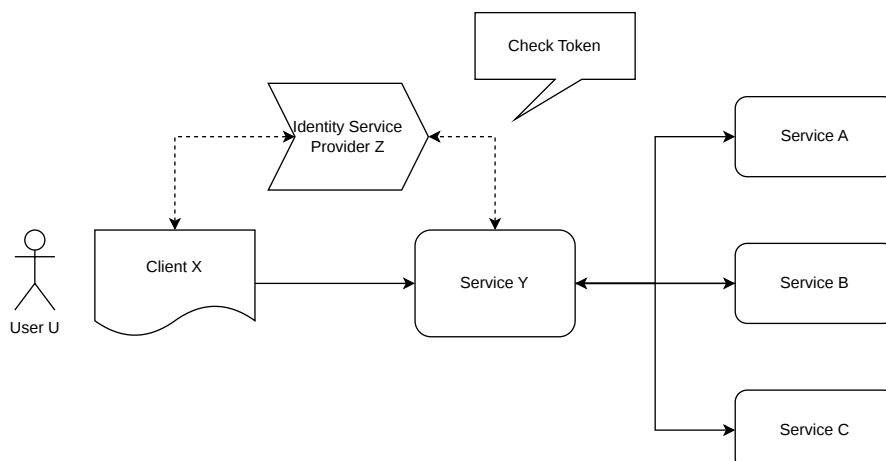 Check Token
Identity Service
Provider Z
Service A
Client X
Service Y
Service B
User U
Service C